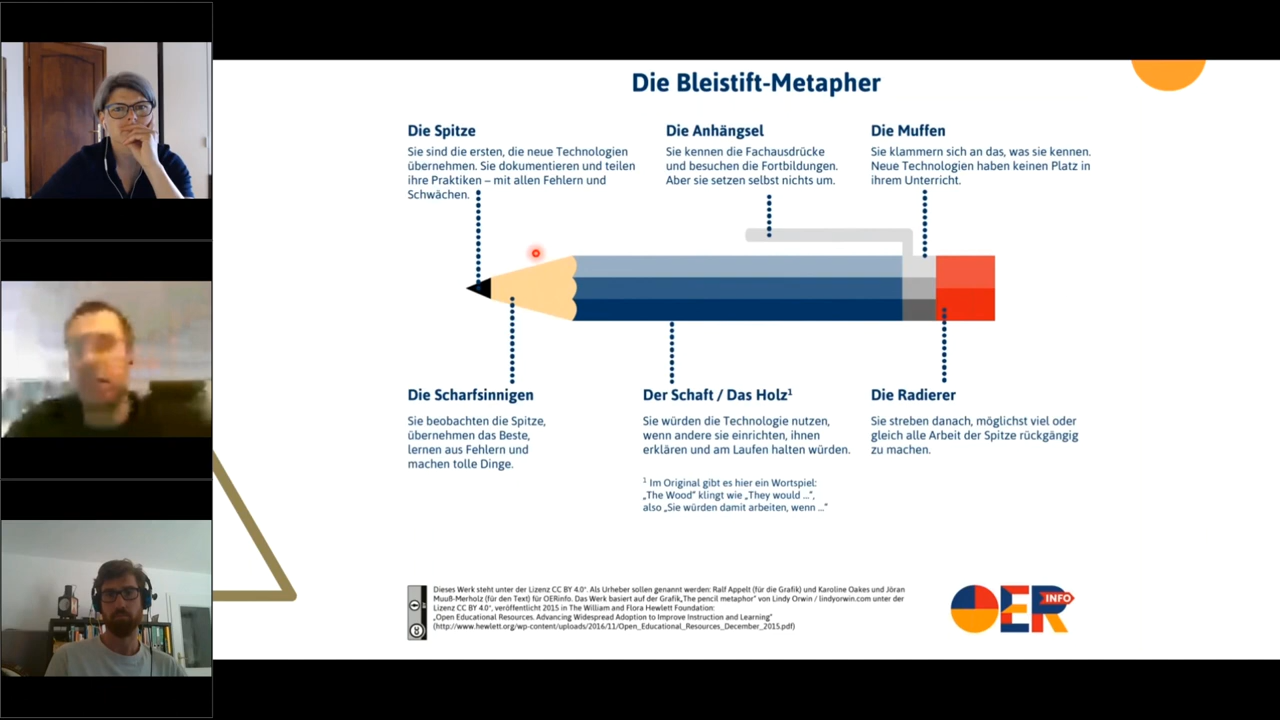 Die Bleistift-Metapher
Die Spitze
Sie sind die ersten, die neue Technologien
übernehmen. Sie dokumentieren und teilen
ihre Praktiken – mit allen Fehlern und
Schwächen.
Die Anhängsel
Sie kennen die Fachausdrücke
und besuchen die Fortbildungen.
Aber sie setzen selbst nichts um.
Die Muffen
Sie klammern sich an das, was sie kennen.
Neue Technologien haben keinen Platz in
ihrem Unterricht.
Die Scharfsinnigen
Sie beobachten die Spitze,
übernehmen das Beste,
lernen aus Fehlern und
machen tolle Dinge.
Der Schaft / Das Holz¹
Sie würden die Technologie nutzen,
wenn andere sie einrichten, ihnen
erklären und am Laufen halten würden.
¹ Im Original gibt es hier ein Wortspiel:
„The Wood" klingt wie „They would ...",
also „Sie würden damit arbeiten, wenn ..."
Die Radierer
Sie streben danach, möglichst viel oder
gleich alle Arbeit der Spitze rückgängig
zu machen.
Dieses Werk steht unter der Lizenz CC BY 4.0". Als Urheber sollen genannt werden: Ralf Appelt (für die Grafik) und Karoline Oakes und Jöran
Muuß-Merholz (für den Text) für OERinfo. Das Werk basiert auf der Grafik„The pencil metaphor" von Lindy Orwin / lindyorwin.com unter der
Lizenz CC BY 4.0", veröffentlicht 2015 in The William and Flora Hewlett Foundation:
„Open Educational Resources. Advancing Widespread Adoption to Improve Instruction and Learning"
(http://www.hewlett.org/wp-content/uploads/2016/11/Open_Educational_Resources_December_2015.pdf)
OER INFO